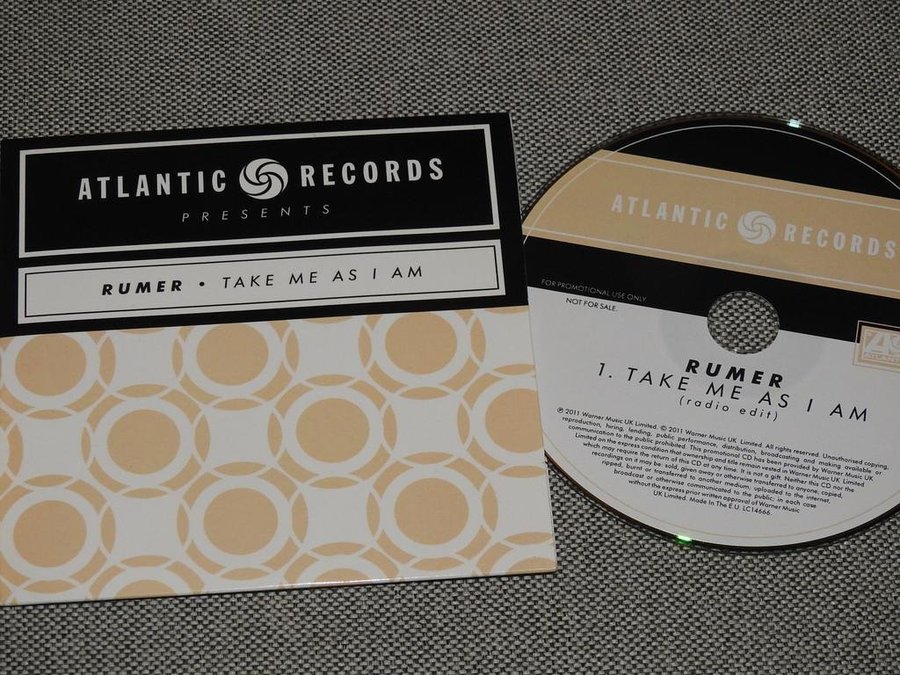 ATLANTIC RECORDS
PRESENTS
RUMER • TAKE ME AS I AM
ATLANTIC RECORDS
FOR PROMOTIONAL USE ONLY
NOT FOR SALE.
RUMER
1. TAKE ME AS I AM
(radio edit)
℗ 2011 Warner Music UK Limited. © 2011 Warner Music UK Limited. All rights reserved. Unauthorised copying,
reproduction, hiring, lending, public performance, distribution, broadcasting and making available or
communication to the public prohibited. This promotional CD has been provided by Warner Music UK
Limited on the express condition that ownership and title remain vested in Warner Music UK Limited
which may require the return of this CD at any time. It is not a gift. Neither this CD nor the
recordings on it may be: sold, given away or otherwise transferred to anyone, copied,
ripped, burnt or transferred to another medium, uploaded to the internet,
broadcast or otherwise communicated to the public; in each case
without the express prior written approval of Warner Music
UK Limited. Made In The E.U. LC14666.